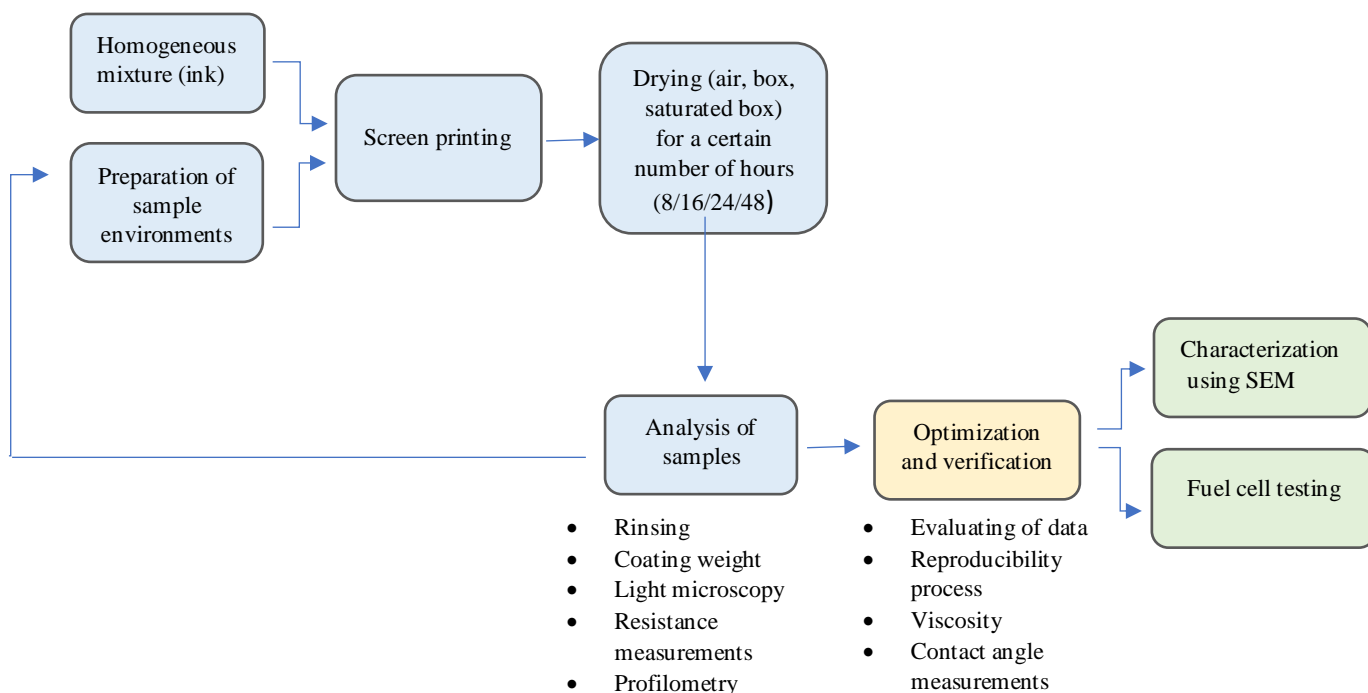 Homogeneous
mixture (ink)
Preparation of
sample
environments
Screen printing
Drying (air, box,
saturated box)
for a certain
number of hours
(8/16/24/48)
Analysis of
samples
Optimization
and verification
Characterization
using SEM
Fuel cell testing
• Rinsing
• Coating weight
• Light microscopy
• Resistance
measurements
• Profilometry
• Evaluating of data
• Reproducibility
process
• Viscosity
• Contact angle
measurements